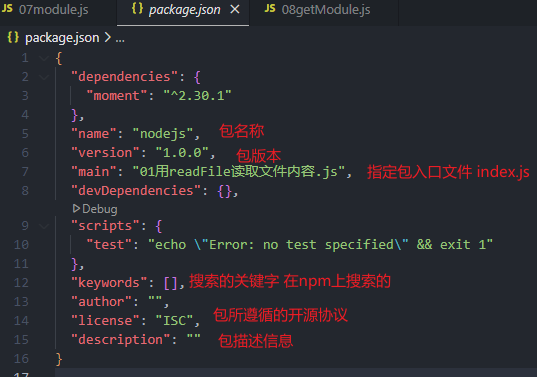 JS 07module.js {} package.json × JS 08getModule.js
{} package.json > ...
1 {
2 "dependencies": {
3 "moment": "^2.30.1"
4 },
5 "name": "nodejs", 包名称
6 "version": "1.0.0", 包版本
7 "main": "01用readFile读取文件内容.js", 指定包入口文件 index.js
8 "devDependencies": {},
Debug
9 "scripts": {
10 "test": "echo \"Error: no test specified\" && exit 1"
11 },
12 "keywords": [], 搜索的关键字 在npm上搜索的
13 "author": "",
14 "license": "ISC", 包所遵循的开源协议
15 "description": "" 包描述信息
16 }
17